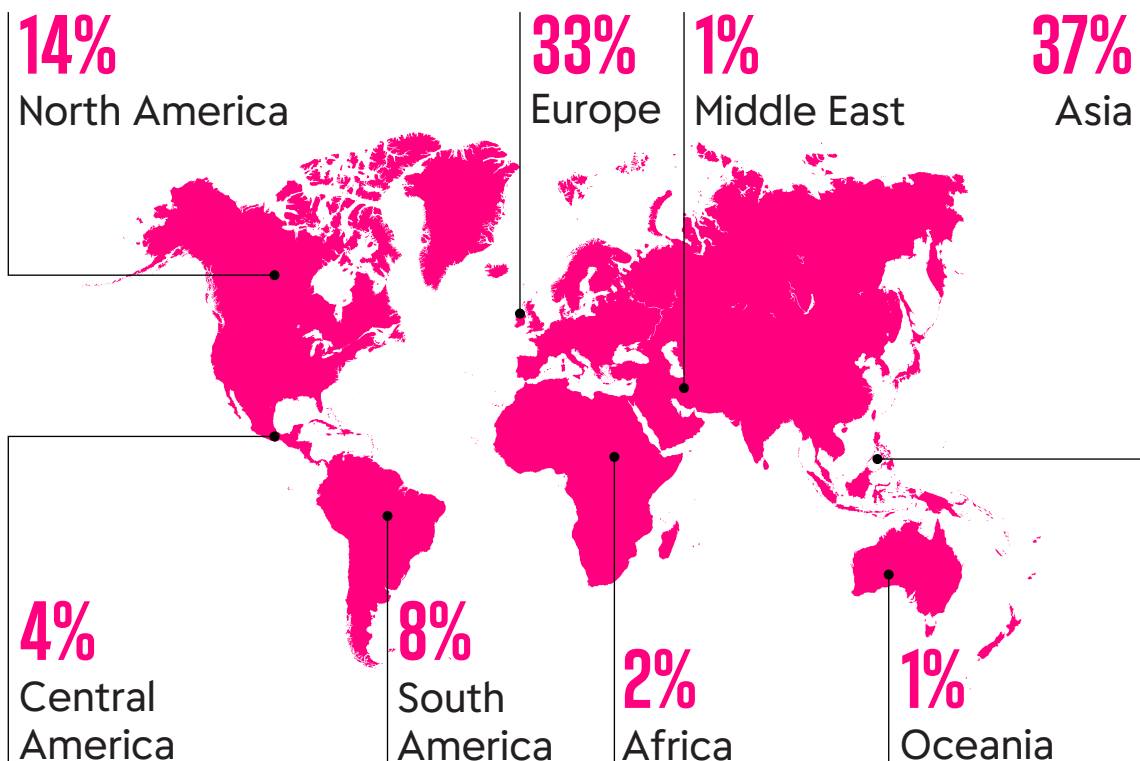 14%
North America
33%
Europe
1%
Middle East
37%
Asia
4%
Central
America
8%
South
America
2%
Africa
1%
Oceania